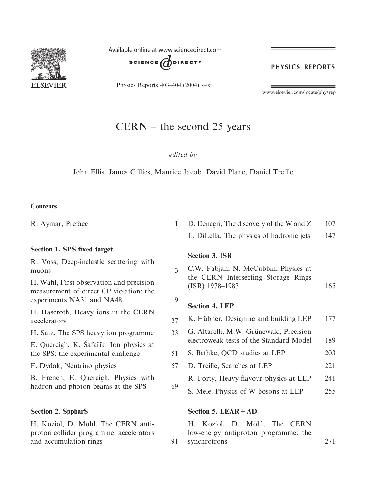 Available online at www.sciencedirect.com
SCIENCE @ DIRECT®
ELSEVIER
PHYSICS REPORTS
Physics Reports 403–404 (2004)
www.elsevier.com/locate/physrep
CERN – the second 25 years
edited by
John Ellis, James Gillies, Maurice Jacob, David Plane, Daniel Treille
Contents
R. Aymar, Preface 1
Section 1. SPS fixed target
R. Voss, Deep-inelastic scattering with
muons 3
H. Wahl, First observation and precision
measurement of direct CP violation: the
experiments NA31 and NA48 19
H. Haseroth, Heavy ions at the CERN
accelerators 27
H. Satz, The SPS heavy ion programme 33
E. Quercigh, K. Šafařík, Ion physics at
the SPS: the experimental challenge 51
F. Dydak, Neutrino physics 57
B. French, E. Quercigh, Physics with
hadron and photon beams at the SPS
Section 2. SppbarS
H. Koziol, D. Möhl, The CERN anti-
proton collider programme: accelerators
and accumulation rings 91
D. Denegri, The discovery of the W and Z 107
L. DiLella, The physics of hadronic jets 147
Section 3. ISR
C.W. Fabjan, N. McCubbin, Physics at
the CERN Intersecting Storage Rings
(ISR) 1978–1983 165
Section 4. LEP
K. Hübner, Designing and building LEP 177
G. Altarelli, M.W. Grünewald, Precision
electroweak tests of the Standard Model 189
S. Bethke, QCD studies at LEP 203
D. Treille, Searches at LEP 221
R. Forty, Heavy-flavour physics at LEP 241
S. Mele, Physics of W bosons at LEP 255
Section 5. LEAR + AD
H. Koziol, D. Möhl, The CERN
low-energy antiproton programme: the
synchrotrons 271